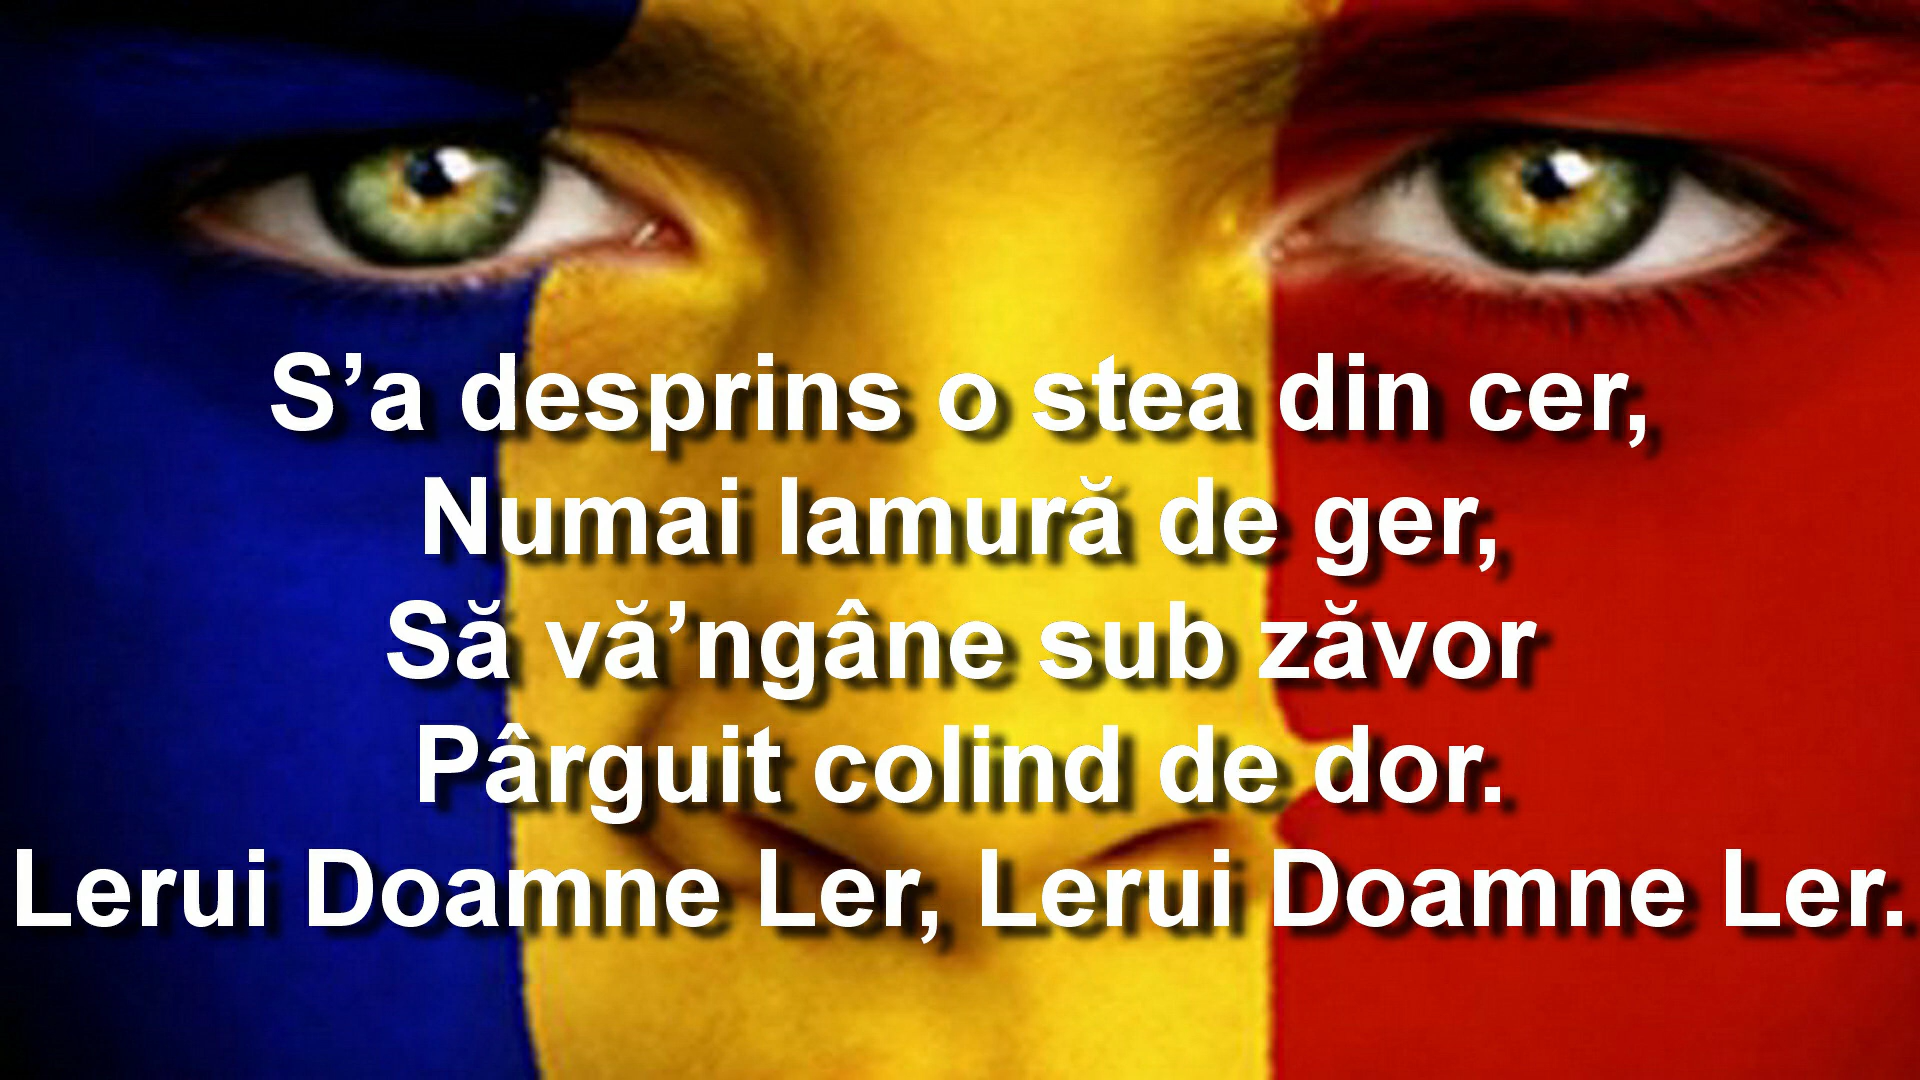 S’a desprins o stea din cer,
Numai lamură de ger,
Să vă’ngâne sub zăvor
Pârguit colind de dor.
Lerui Doamne Ler, Lerui Doamne Ler.